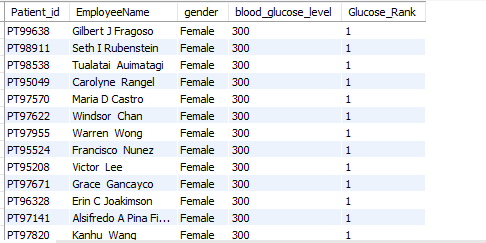 Patient_id EmployeeName gender blood_glucose_level Glucose_Rank
PT99638 Gilbert J Fragoso Female 300 1
PT98911 Seth I Rubenstein Female 300 1
PT98538 Tualatai Auimatagi Female 300 1
PT95049 Carolyne Rangel Female 300 1
PT97570 Maria D Castro Female 300 1
PT97622 Windsor Chan Female 300 1
PT97955 Warren Wong Female 300 1
PT95524 Francisco Nunez Female 300 1
PT95208 Victor Lee Female 300 1
PT97671 Grace Gancayco Female 300 1
PT96328 Erin C Joakimson Female 300 1
PT97141 Alsifredo A Pina Fi... Female 300 1
PT97820 Kanhu Wang Female 300 1